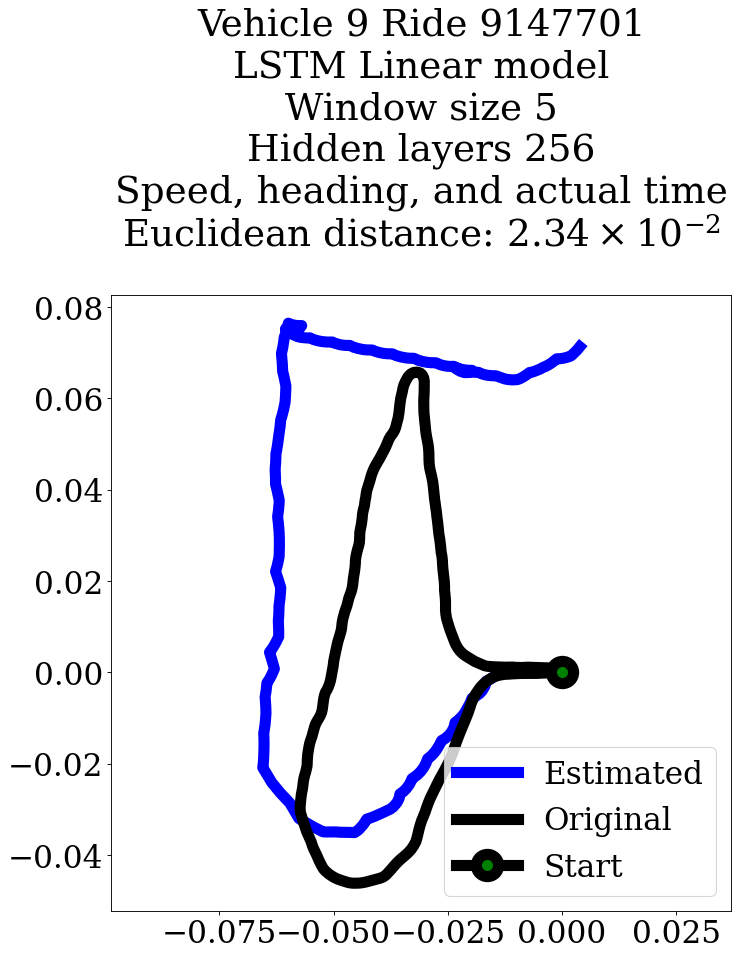 Vehicle 9 Ride 9147701
LSTM Linear model
Window size 5
Hidden layers 256
Speed, heading, and actual time
Euclidean distance: 2.34 × 10⁻²
0.08
0.06
0.04
0.02
0.00
−0.02
−0.04
Estimated
Original
Start
−0.075 −0.050 −0.025 0.000 0.025